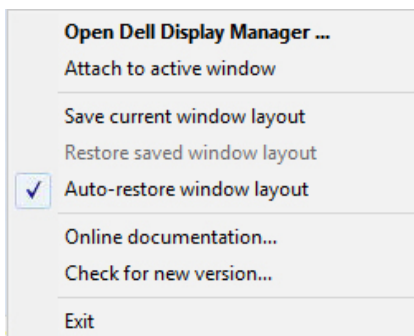 Open Dell Display Manager ...
Attach to active window
Save current window layout
Restore saved window layout
Auto-restore window layout
Online documentation...
Check for new version...
Exit